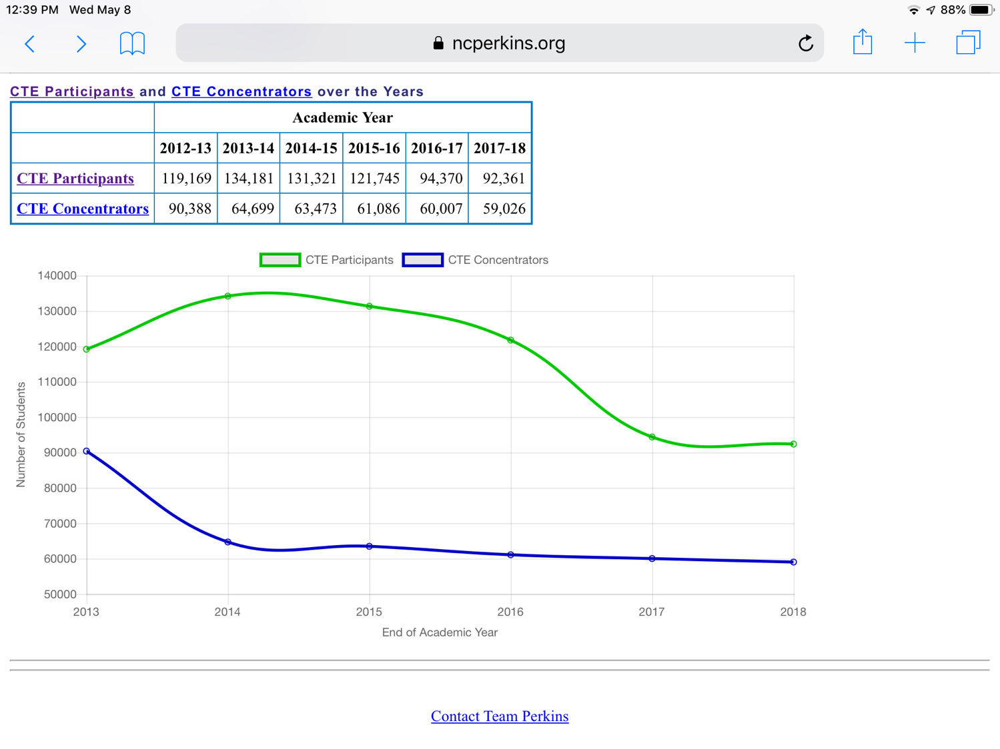 12:39 PM Wed May 8 88%
ncperkins.org
CTE Participants and CTE Concentrators over the Years
Academic Year
2012-13 2013-14 2014-15 2015-16 2016-17 2017-18
CTE Participants 119,169 134,181 131,321 121,745 94,370 92,361
CTE Concentrators 90,388 64,699 63,473 61,086 60,007 59,026
CTE Participants CTE Concentrators
140000
130000
120000
110000
100000
90000
80000
70000
60000
50000
Number of Students
2013 2014 2015 2016 2017 2018
End of Academic Year
Contact Team Perkins